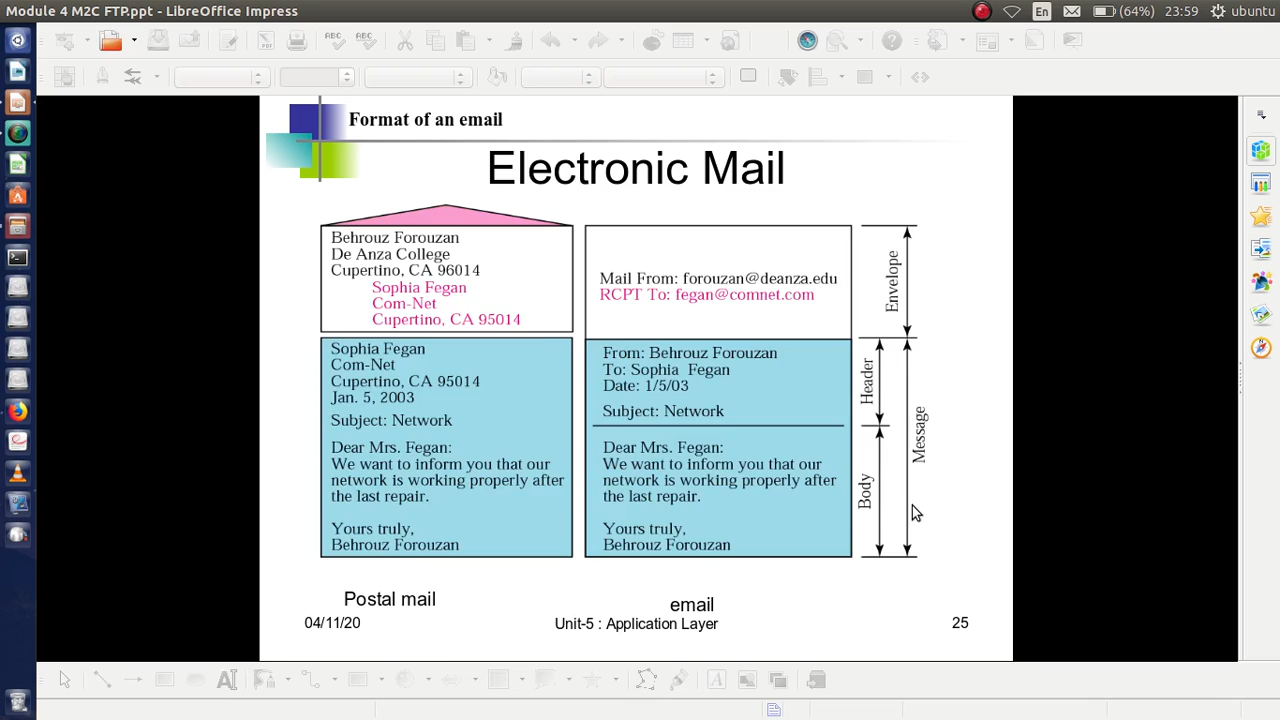 Module 4 M2C FTP.ppt - LibreOffice Impress
En
(64%)
23:59
ubuntu
Format of an email
Electronic Mail
Behrouz Forouzan
De Anza College
Cupertino, CA 96014
Sophia Fegan
Com-Net
Cupertino, CA 95014
Sophia Fegan
Com-Net
Cupertino, CA 95014
Jan. 5, 2003
Subject: Network
Dear Mrs. Fegan:
We want to inform you that our
network is working properly after
the last repair.
Yours truly,
Behrouz Forouzan
Postal mail
Mail From: forouzan@deanza.edu
RCPT To: fegan@comnet.com
From: Behrouz Forouzan
To: Sophia Fegan
Date: 1/5/03
Subject: Network
Dear Mrs. Fegan:
We want to inform you that our
network is working properly after
the last repair.
Yours truly,
Behrouz Forouzan
email
Envelope
Header
Body
Message
04/11/20
Unit-5 : Application Layer
25